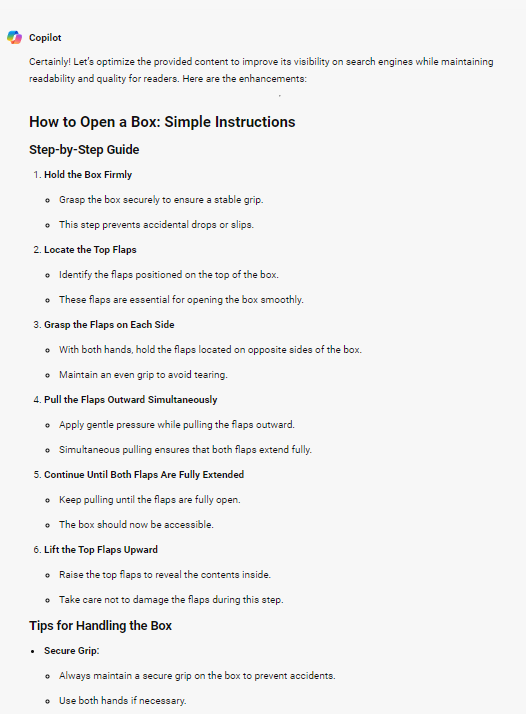 Copilot
Certainly! Let's optimize the provided content to improve its visibility on search engines while maintaining
readability and quality for readers. Here are the enhancements:
How to Open a Box: Simple Instructions
Step-by-Step Guide
1. Hold the Box Firmly
Grasp the box securely to ensure a stable grip.
This step prevents accidental drops or slips.
2. Locate the Top Flaps
Identify the flaps positioned on the top of the box.
These flaps are essential for opening the box smoothly.
3. Grasp the Flaps on Each Side
With both hands, hold the flaps located on opposite sides of the box.
Maintain an even grip to avoid tearing.
4. Pull the Flaps Outward Simultaneously
Apply gentle pressure while pulling the flaps outward.
Simultaneous pulling ensures that both flaps extend fully.
5. Continue Until Both Flaps Are Fully Extended
Keep pulling until the flaps are fully open.
The box should now be accessible.
6. Lift the Top Flaps Upward
Raise the top flaps to reveal the contents inside.
Take care not to damage the flaps during this step.
Tips for Handling the Box
Secure Grip:
Always maintain a secure grip on the box to prevent accidents.
Use both hands if necessary.